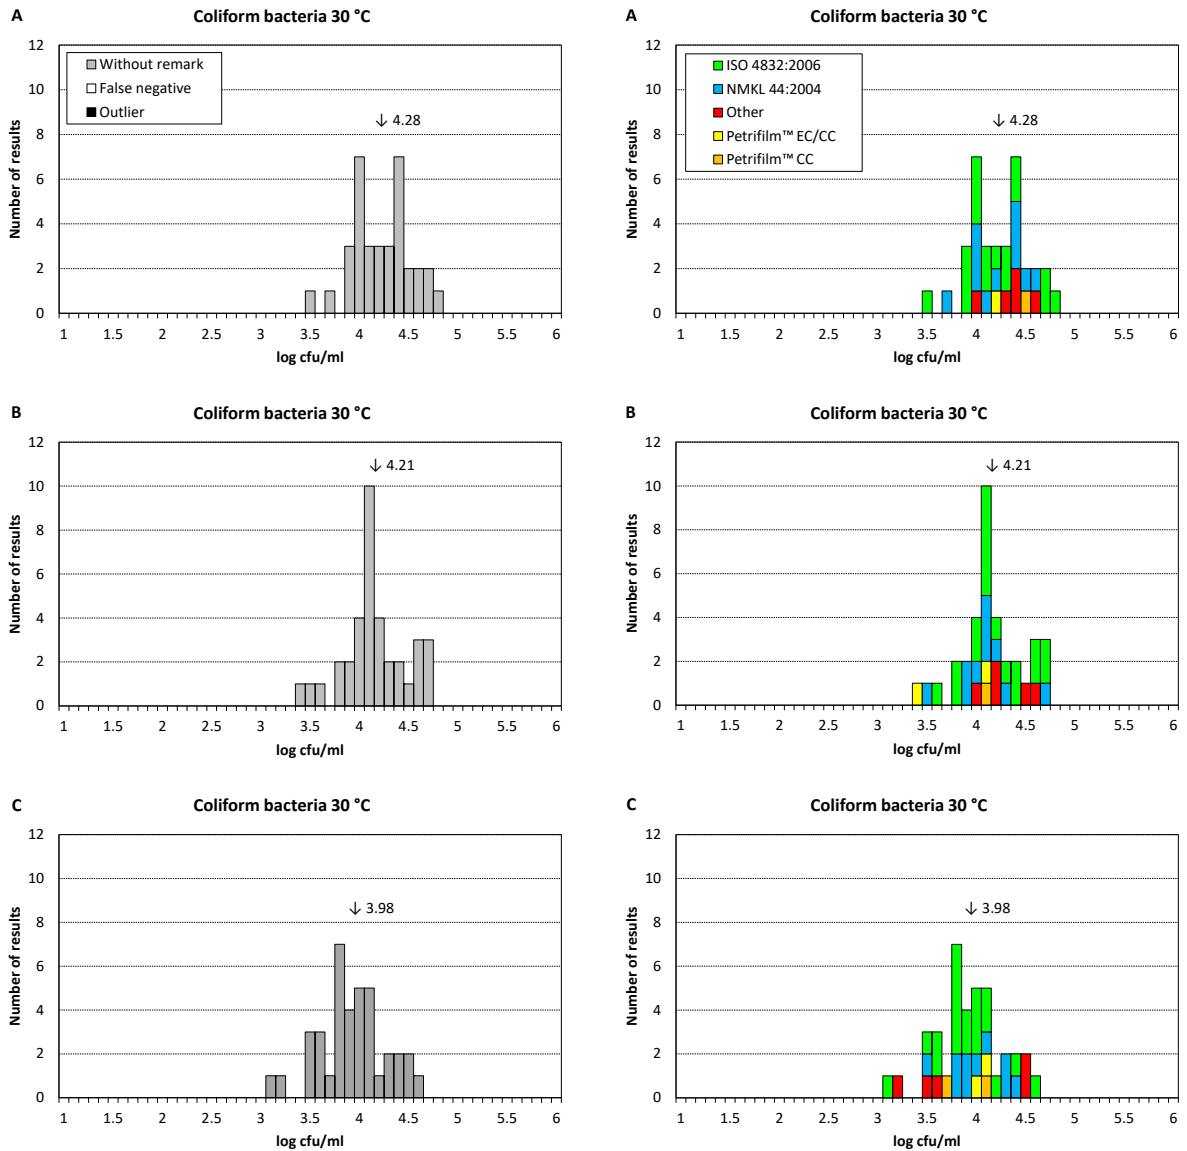 A
Coliform bacteria 30 °C
12
10
8
6
4
2
0
Number of results
Without remark
False negative
Outlier
↓ 4.28
1 1.5 2 2.5 3 3.5 4 4.5 5 5.5 6
log cfu/ml
A
Coliform bacteria 30 °C
12
10
8
6
4
2
0
Number of results
ISO 4832:2006
NMKL 44:2004
Other
Petrifilm™ EC/CC
Petrifilm™ CC
↓ 4.28
1 1.5 2 2.5 3 3.5 4 4.5 5 5.5 6
log cfu/ml
B
Coliform bacteria 30 °C
12
10
8
6
4
2
0
Number of results
↓ 4.21
1 1.5 2 2.5 3 3.5 4 4.5 5 5.5 6
log cfu/ml
B
Coliform bacteria 30 °C
12
10
8
6
4
2
0
Number of results
↓ 4.21
1 1.5 2 2.5 3 3.5 4 4.5 5 5.5 6
log cfu/ml
C
Coliform bacteria 30 °C
12
10
8
6
4
2
0
Number of results
↓ 3.98
1 1.5 2 2.5 3 3.5 4 4.5 5 5.5 6
log cfu/ml
C
Coliform bacteria 30 °C
12
10
8
6
4
2
0
Number of results
↓ 3.98
1 1.5 2 2.5 3 3.5 4 4.5 5 5.5 6
log cfu/ml